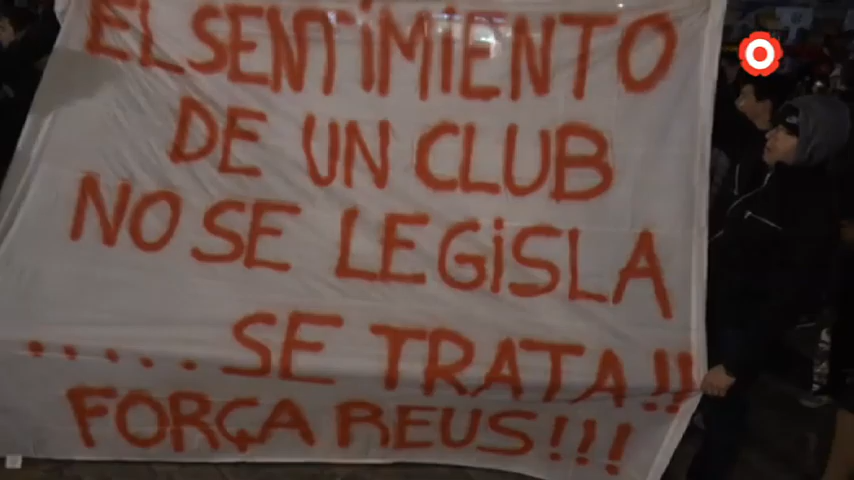 EL SENTiMiENTO
DE UN CLUB
NO SE LEGiSLA
.....SE TRATA!!
FORÇA REUS!!!